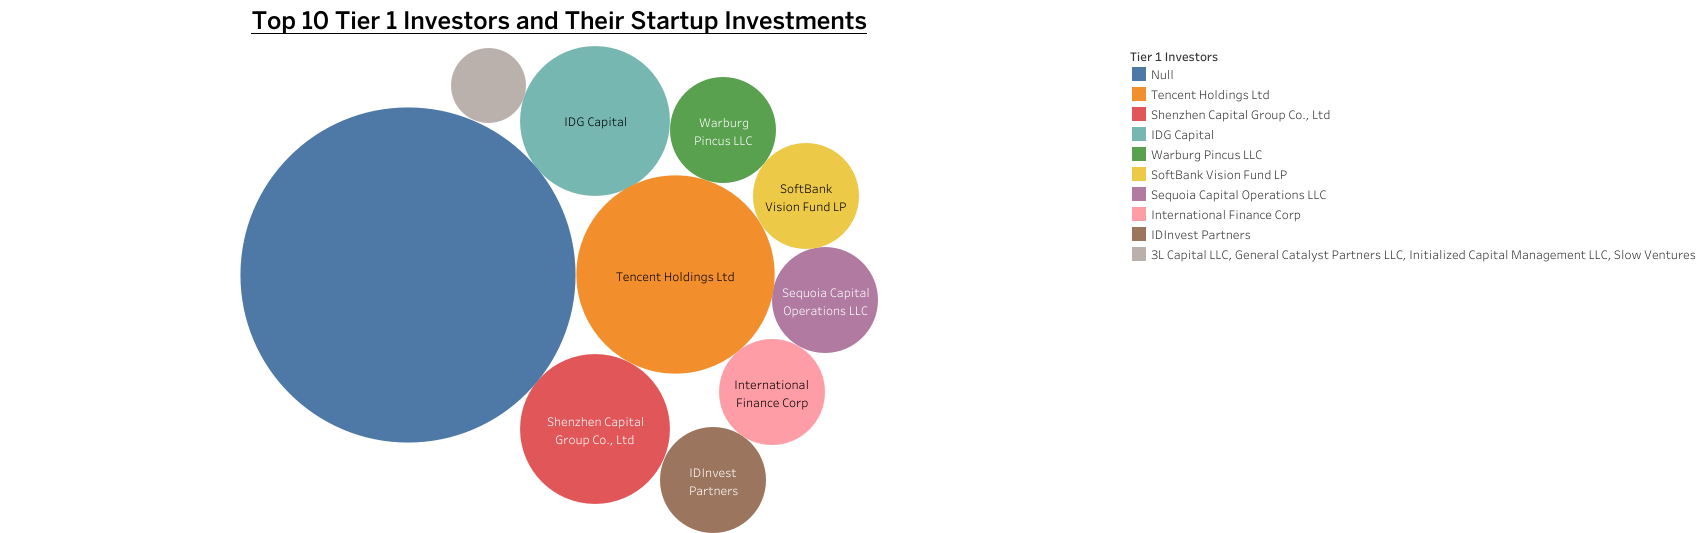 Top 10 Tier 1 Investors and Their Startup Investments
IDG Capital
Warburg
Pincus LLC
SoftBank
Vision Fund LP
Tencent Holdings Ltd
Sequoia Capital
Operations LLC
International
Finance Corp
Shenzhen Capital
Group Co., Ltd
IDInvest
Partners
Tier 1 Investors
Null
Tencent Holdings Ltd
Shenzhen Capital Group Co., Ltd
IDG Capital
Warburg Pincus LLC
SoftBank Vision Fund LP
Sequoia Capital Operations LLC
International Finance Corp
IDInvest Partners
3L Capital LLC, General Catalyst Partners LLC, Initialized Capital Management LLC, Slow Ventures